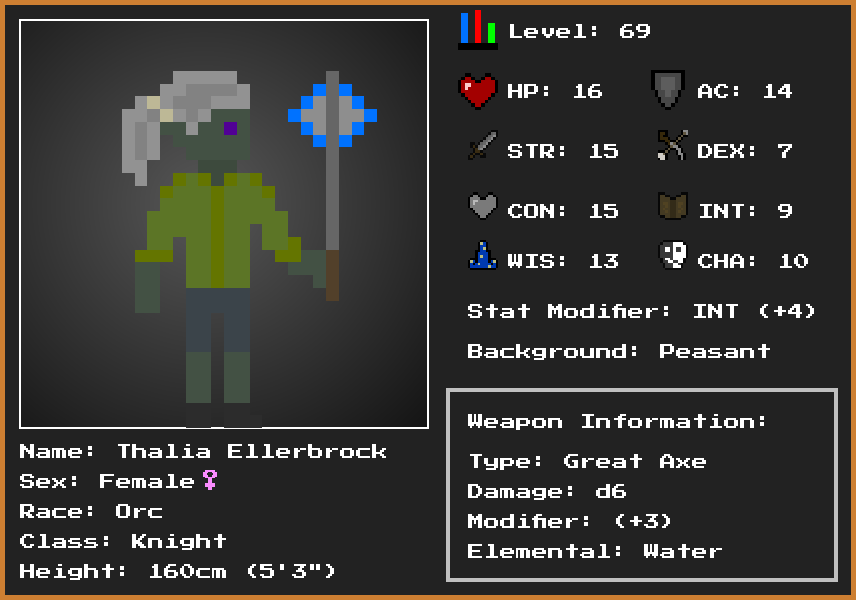 Level: 69
HP: 16
AC: 14
STR: 15
DEX: 7
CON: 15
INT: 9
WIS: 13
CHA: 10
Stat Modifier: INT (+4)
Background: Peasant
Weapon Information:
Type: Great Axe
Damage: d6
Modifier: (+3)
Elemental: Water
Name: Thalia Ellerbrock
Sex: Female♀
Race: Orc
Class: Knight
Height: 160cm (5'3")